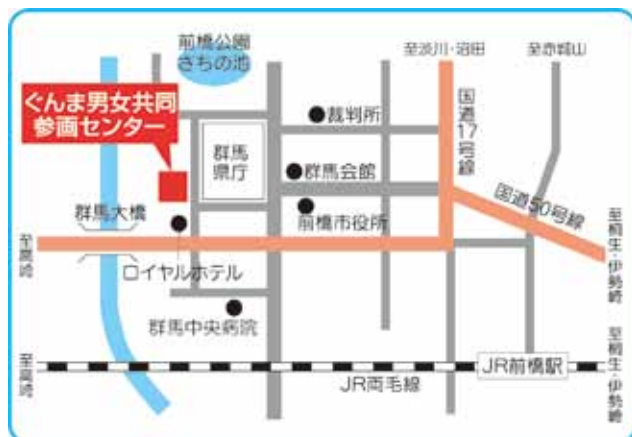 前橋公園
さちの池
至渋川・沼田
至赤城山
ぐんま男女共同
参画センター
裁判所
国道17号線
群馬
県庁
群馬会館
国道50号線
群馬大橋
前橋市役所
至高崎
至桐生・伊勢崎
ロイヤルホテル
群馬中央病院
至高崎
JR両毛線
JR前橋駅
至桐生・伊勢崎